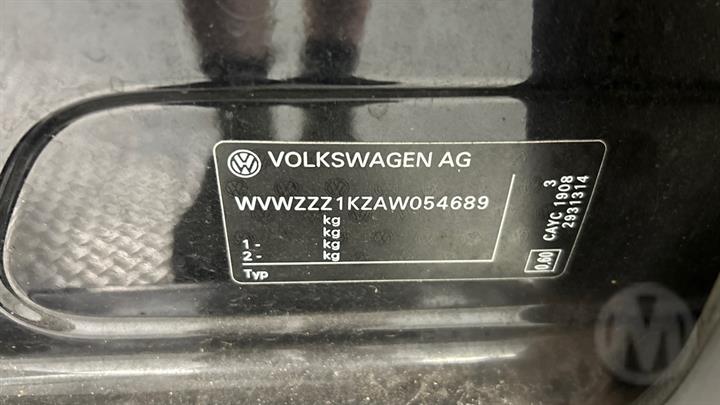 VOLKSWAGEN AG
WVWZZZ1KZAW054689
kg
kg
1 - kg
2 - kg
Typ
3
CAYC 1908
2931314
0,60
M